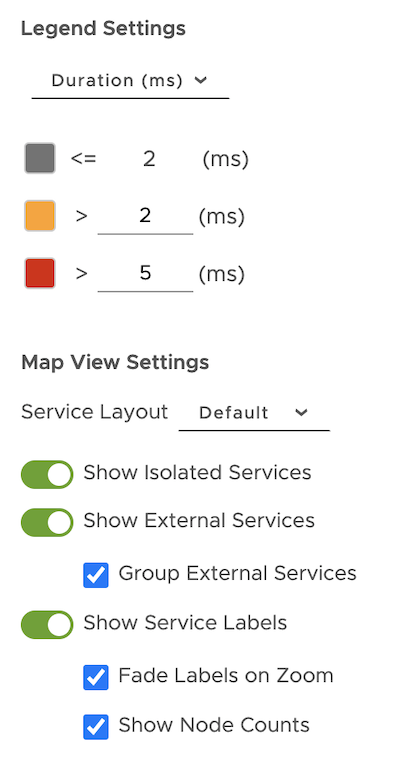 Legend Settings
Duration (ms)
<= 2 (ms)
> 2 (ms)
> 5 (ms)
Map View Settings
Service Layout Default
Show Isolated Services
Show External Services
Group External Services
Show Service Labels
Fade Labels on Zoom
Show Node Counts